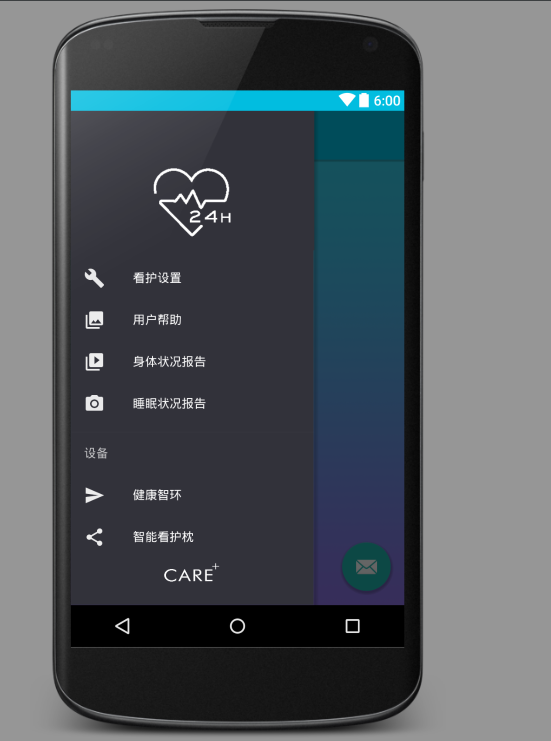 6:00
24H
看护设置
用户帮助
身体状况报告
睡眠状况报告
设备
健康智环
智能看护枕
CARE+